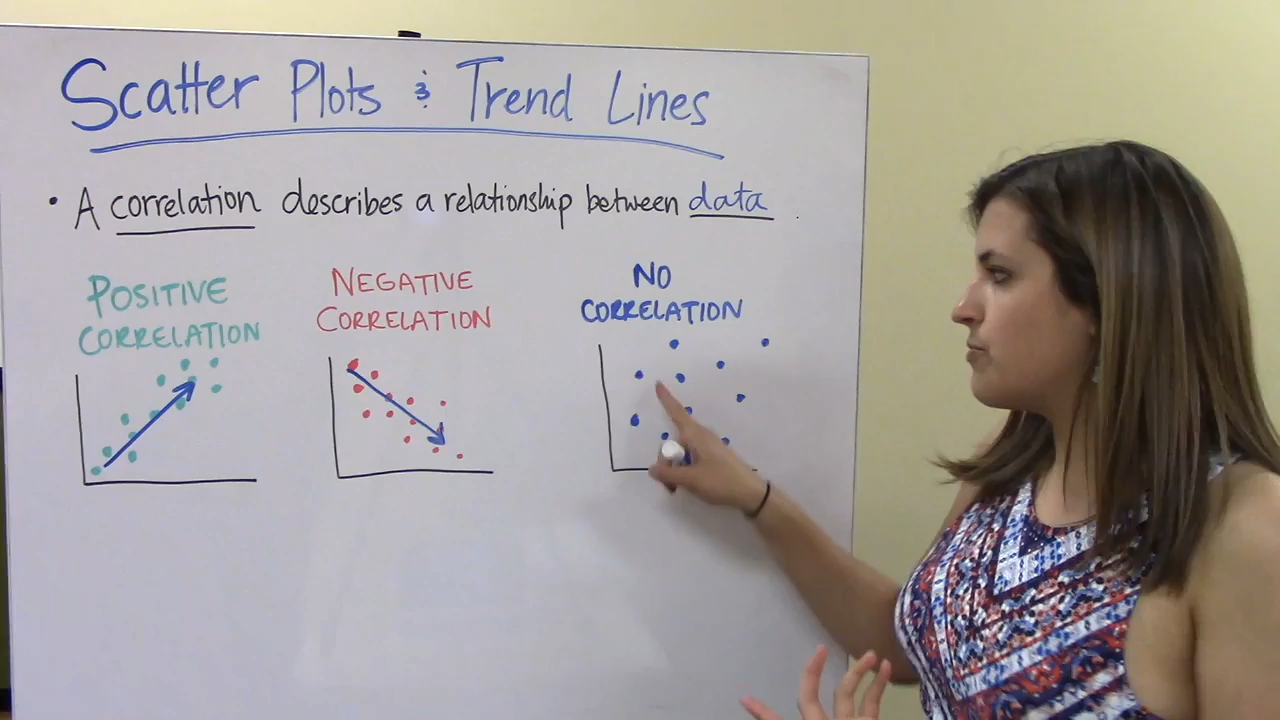 Scatter Plots & Trend Lines
• A correlation describes a relationship between data.
POSITIVE
CORRELATION
NEGATIVE
CORRELATION
NO
CORRELATION